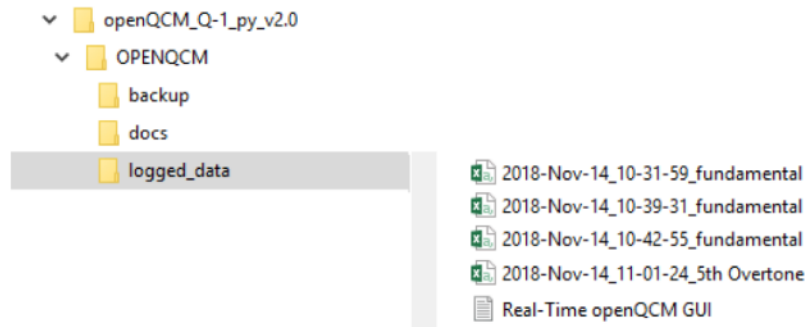 openQCM_Q-1_py_v2.0
OPENQCM
backup
docs
logged_data
2018-Nov-14_10-31-59_fundamental
2018-Nov-14_10-39-31_fundamental
2018-Nov-14_10-42-55_fundamental
2018-Nov-14_11-01-24_5th Overtone
Real-Time openQCM GUI